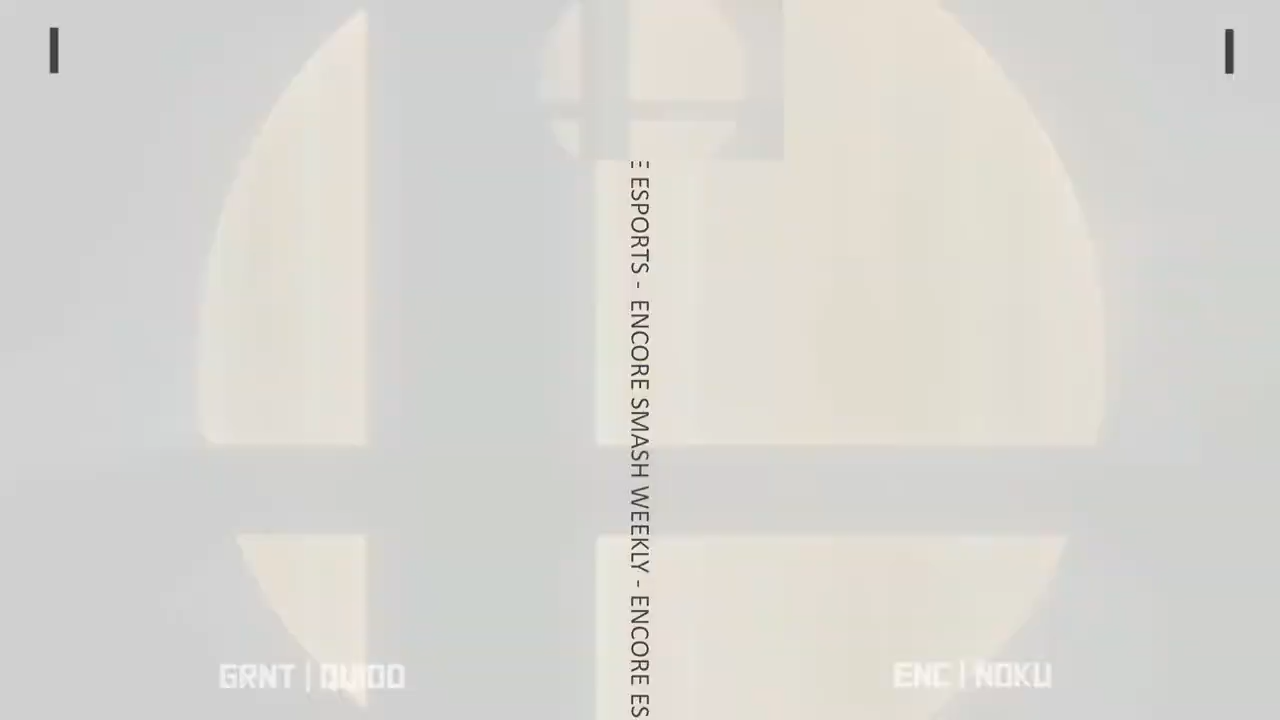 ESPORTS - ENCORE SMASH WEEKLY - ENCORE ES
GRNT | QUIDD
ENC | NOKU